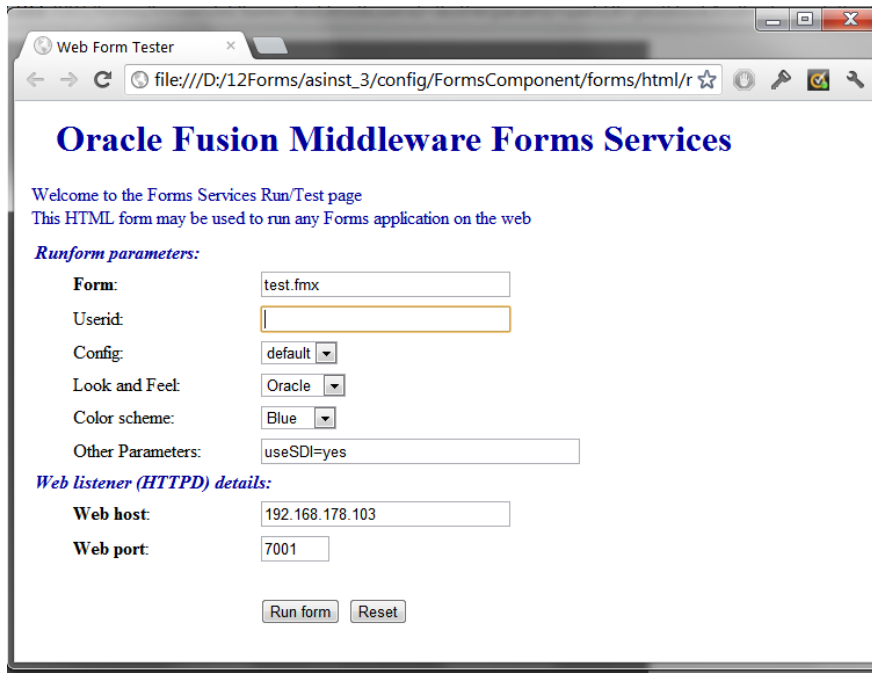 Web Form Tester
file:///D:/12Forms/asinst_3/config/FormsComponent/forms/html/r
Oracle Fusion Middleware Forms Services
Welcome to the Forms Services Run/Test page
This HTML form may be used to run any Forms application on the web
Runform parameters:
Form: test.fmx
Userid:
Config: default
Look and Feel: Oracle
Color scheme: Blue
Other Parameters: useSDI=yes
Web listener (HTTPD) details:
Web host: 192.168.178.103
Web port: 7001
Run form Reset